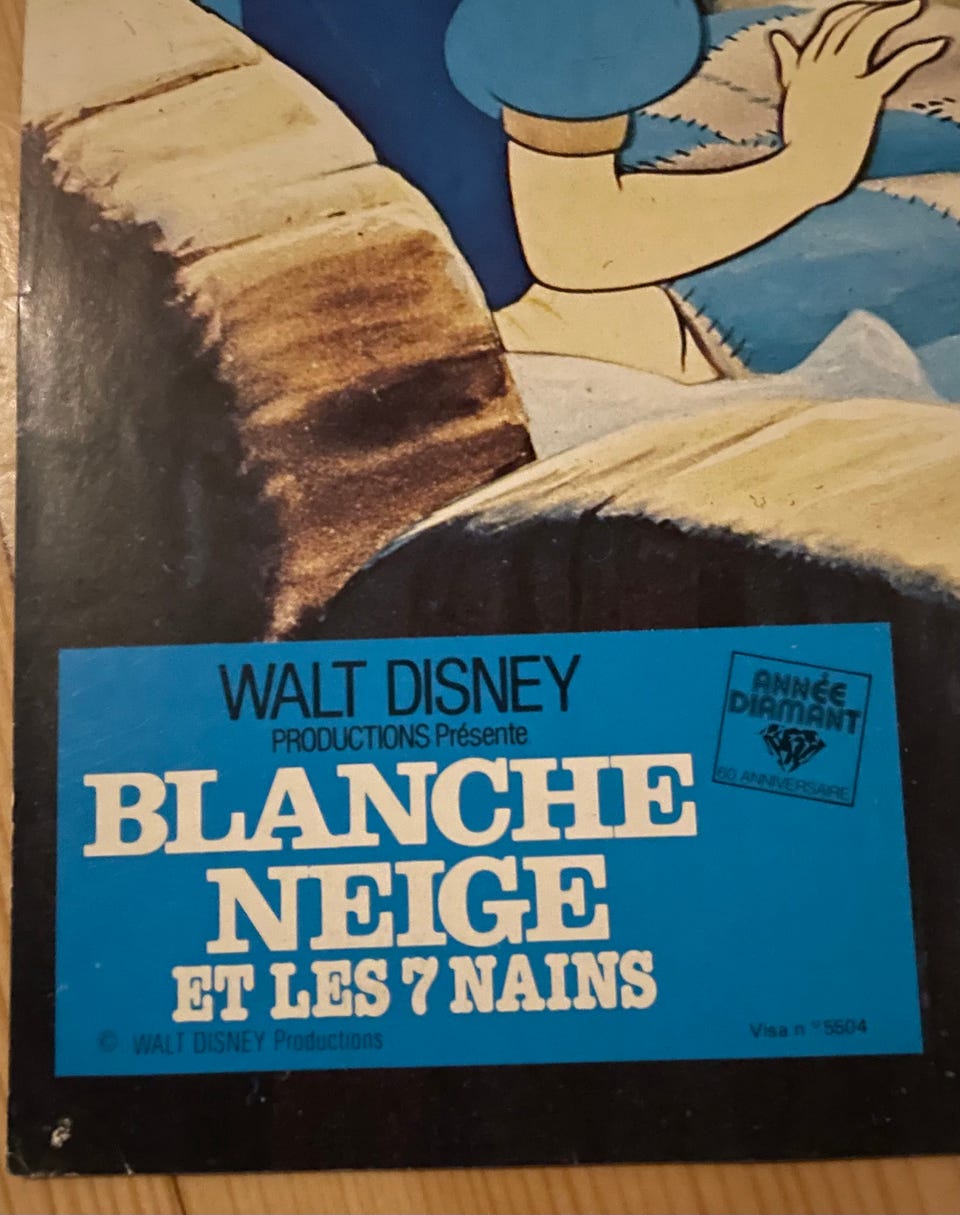 WALT DISNEY
PRODUCTIONS Présente
BLANCHE
NEIGE
ET LES 7 NAINS
© WALT DISNEY Productions
ANNÉE
DIAMANT
60 ANNIVERSAIRE
Visa n° 5504